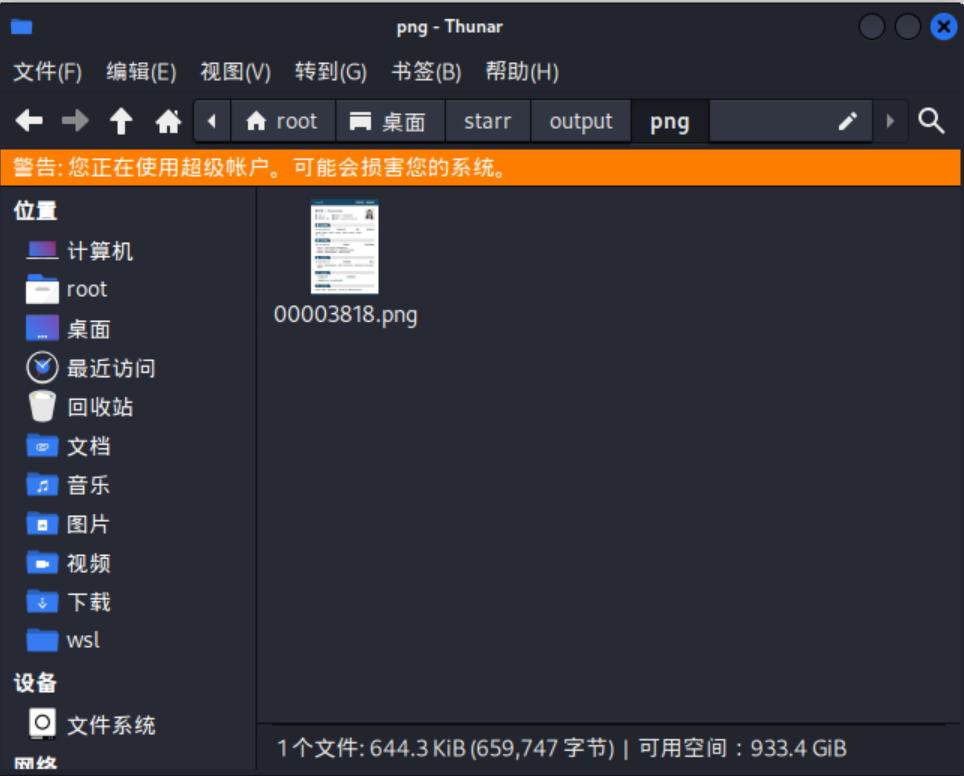 png - Thunar
文件(F) 编辑(E) 视图(V) 转到(G) 书签(B) 帮助(H)
root 桌面 starr output png
警告: 您正在使用超级帐户。可能会损害您的系统。
位置
计算机
root
桌面
最近访问
回收站
文档
音乐
图片
视频
下载
wsl
设备
文件系统
网络
00003818.png
1个文件: 644.3 KiB (659,747 字节) | 可用空间：933.4 GiB